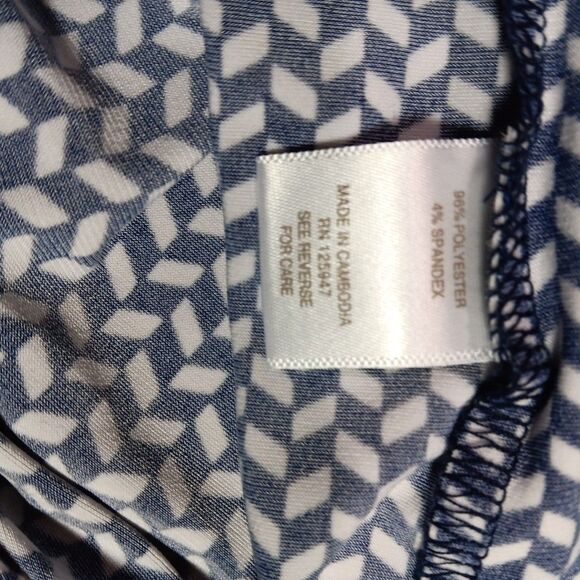 96% POLYESTER
4% SPANDEX
MADE IN CAMBODIA
RN 125947
SEE REVERSE
FOR CARE